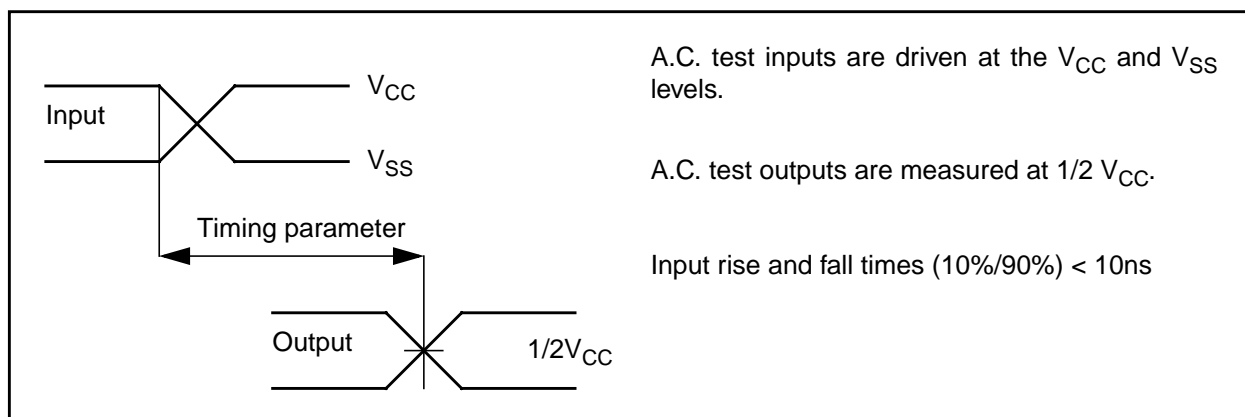 Input
V_CC
V_SS
Timing parameter
Output
1/2V_CC
A.C. test inputs are driven at the V_CC and V_SS
levels.
A.C. test outputs are measured at 1/2 V_CC.
Input rise and fall times (10%/90%) < 10ns